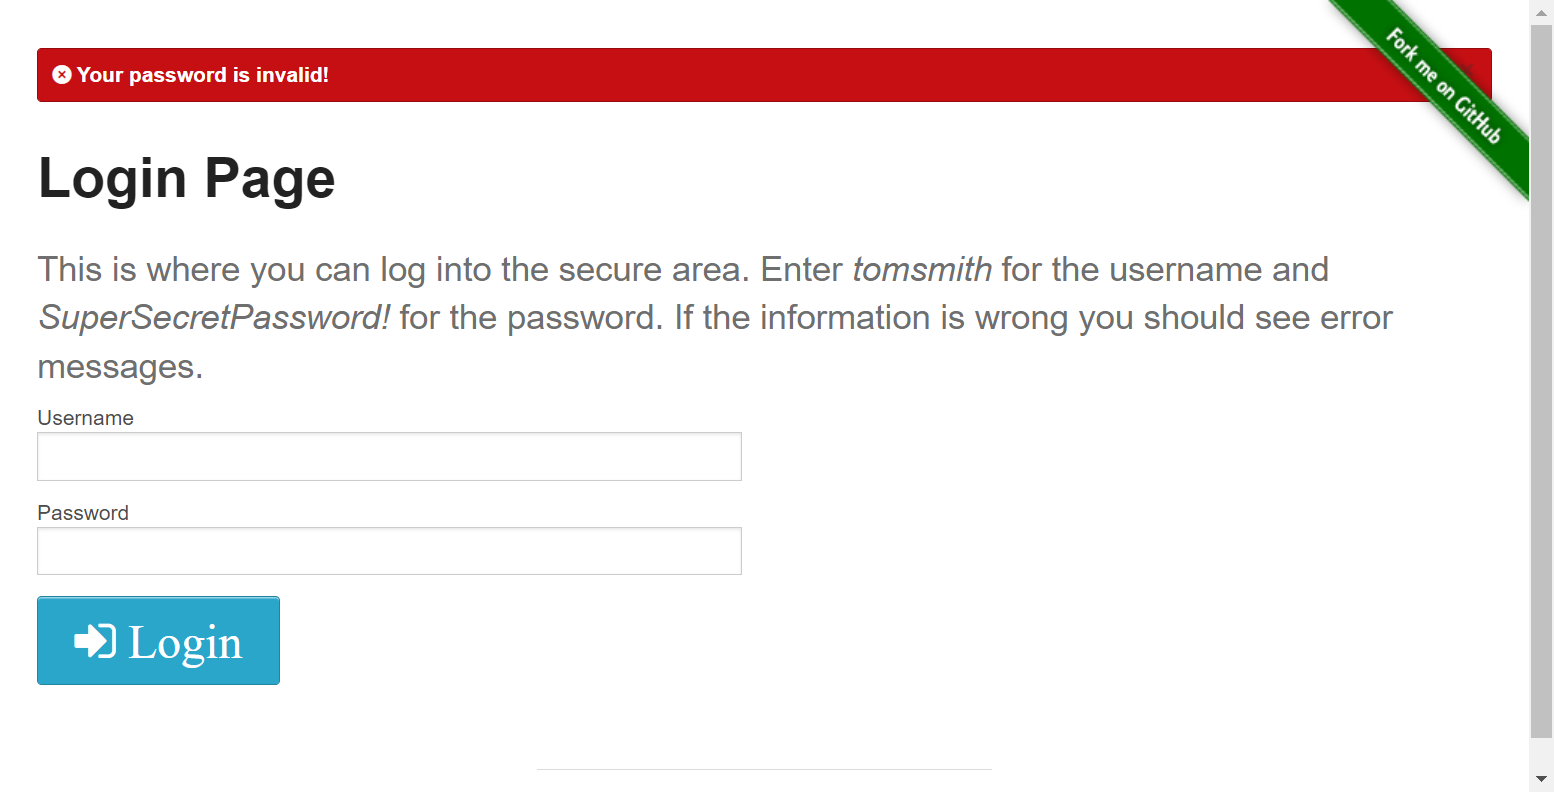 Fork me on GitHub
Your password is invalid!
Login Page
This is where you can log into the secure area. Enter tomsmith for the username and
SuperSecretPassword! for the password. If the information is wrong you should see error
messages.
Username
Password
Login